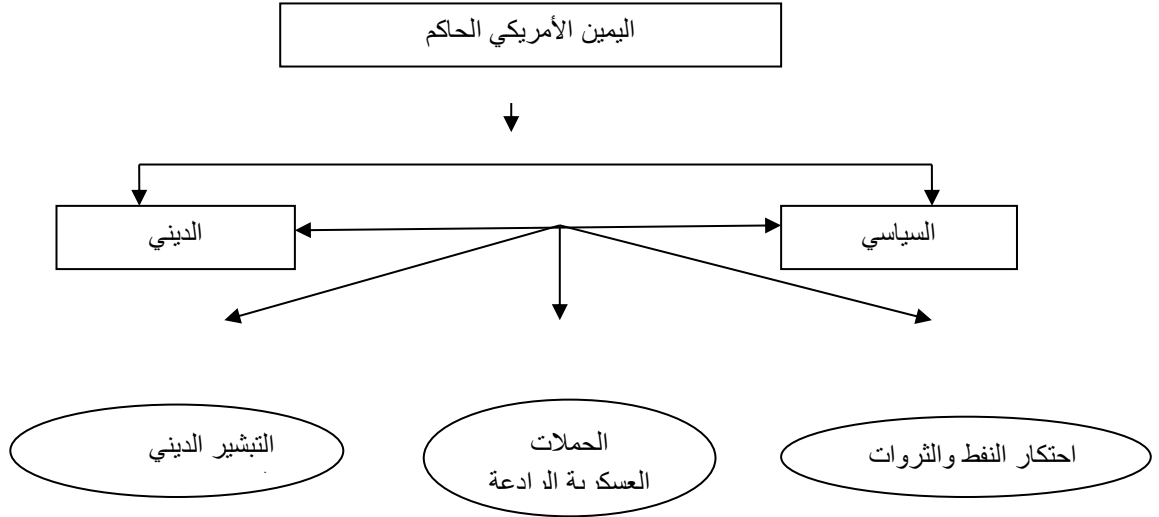 اليمين الأمريكي الحاكم
السياسي
الديني
احتكار النفط والثروات
الحملات
العسكرية الرادعة
التبشير الديني